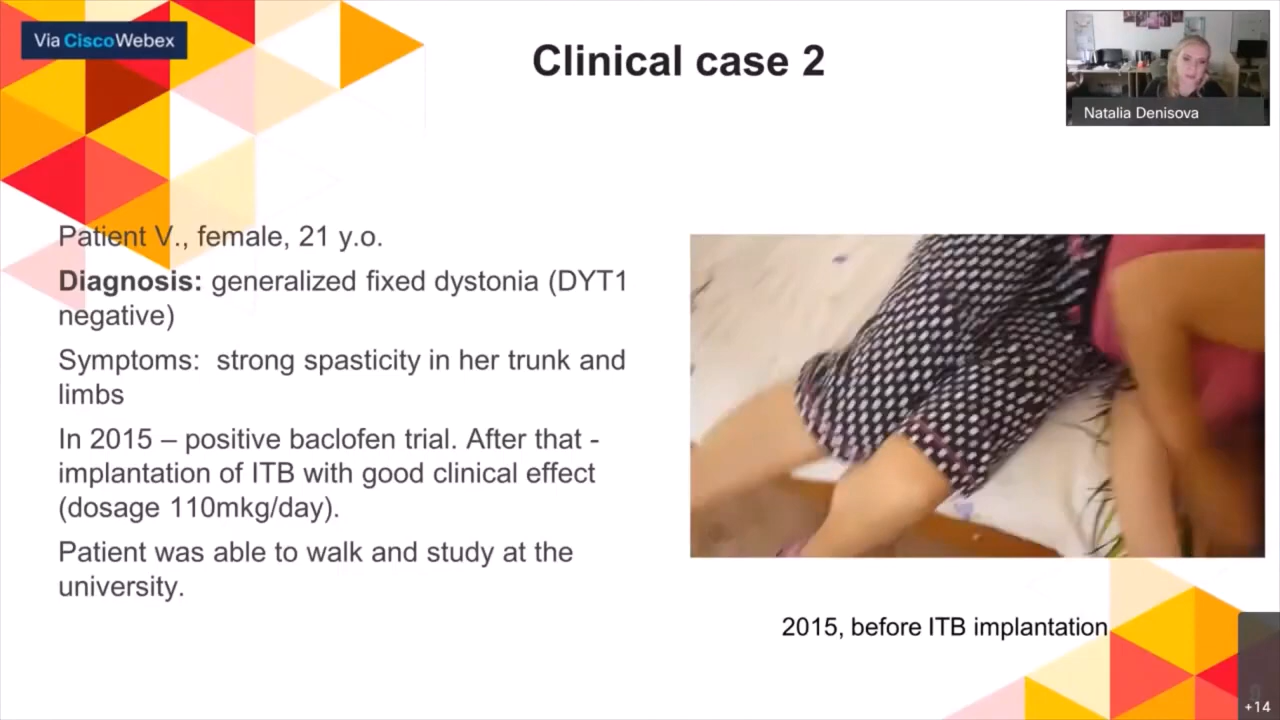 Via CiscoWebex
Clinical case 2
Natalia Denisova
Patient V., female, 21 y.o.
Diagnosis: generalized fixed dystonia (DYT1
negative)
Symptoms:  strong spasticity in her trunk and
limbs
In 2015 – positive baclofen trial. After that -
implantation of ITB with good clinical effect
(dosage 110mkg/day).
Patient was able to walk and study at the
university.
2015, before ITB implantation
+14